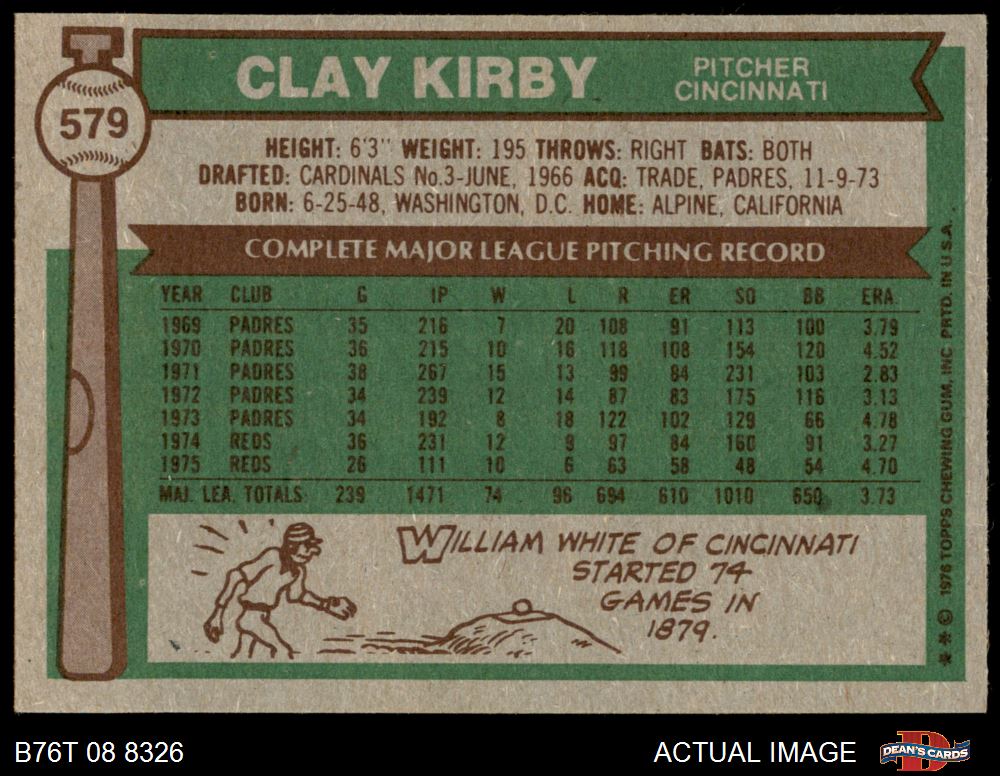 579
CLAY KIRBY
PITCHER
CINCINNATI
HEIGHT: 6'3" WEIGHT: 195 THROWS: RIGHT BATS: BOTH
DRAFTED: CARDINALS No.3-JUNE, 1966 ACQ: TRADE, PADRES, 11-9-73
BORN: 6-25-48, WASHINGTON, D.C. HOME: ALPINE, CALIFORNIA
COMPLETE MAJOR LEAGUE PITCHING RECORD
YEAR CLUB G IP W L R ER SO BB ERA
1969 PADRES 35 216 7 20 108 91 113 100 3.79
1970 PADRES 36 215 10 16 118 108 154 120 4.52
1971 PADRES 38 267 15 13 99 84 231 103 2.83
1972 PADRES 34 239 12 14 87 83 175 116 3.13
1973 PADRES 34 192 8 18 122 102 129 66 4.78
1974 REDS 36 231 12 9 97 84 160 91 3.27
1975 REDS 26 111 10 6 63 58 48 54 4.70
MAJ. LEA. TOTALS 239 1471 74 96 694 610 1010 650 3.73
WILLIAM WHITE OF CINCINNATI
STARTED 74
GAMES IN
1879.
* * © 1976 TOPPS CHEWING GUM, INC. PRTD. IN U.S.A.
B76T 08 8326
ACTUAL IMAGE
D
DEAN'S CARDS